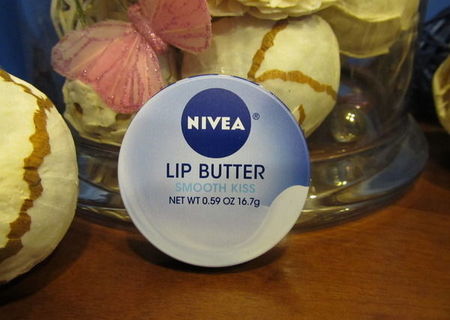 NIVEA®
LIP BUTTER
SMOOTH KISS
NET WT 0.59 OZ 16.7g